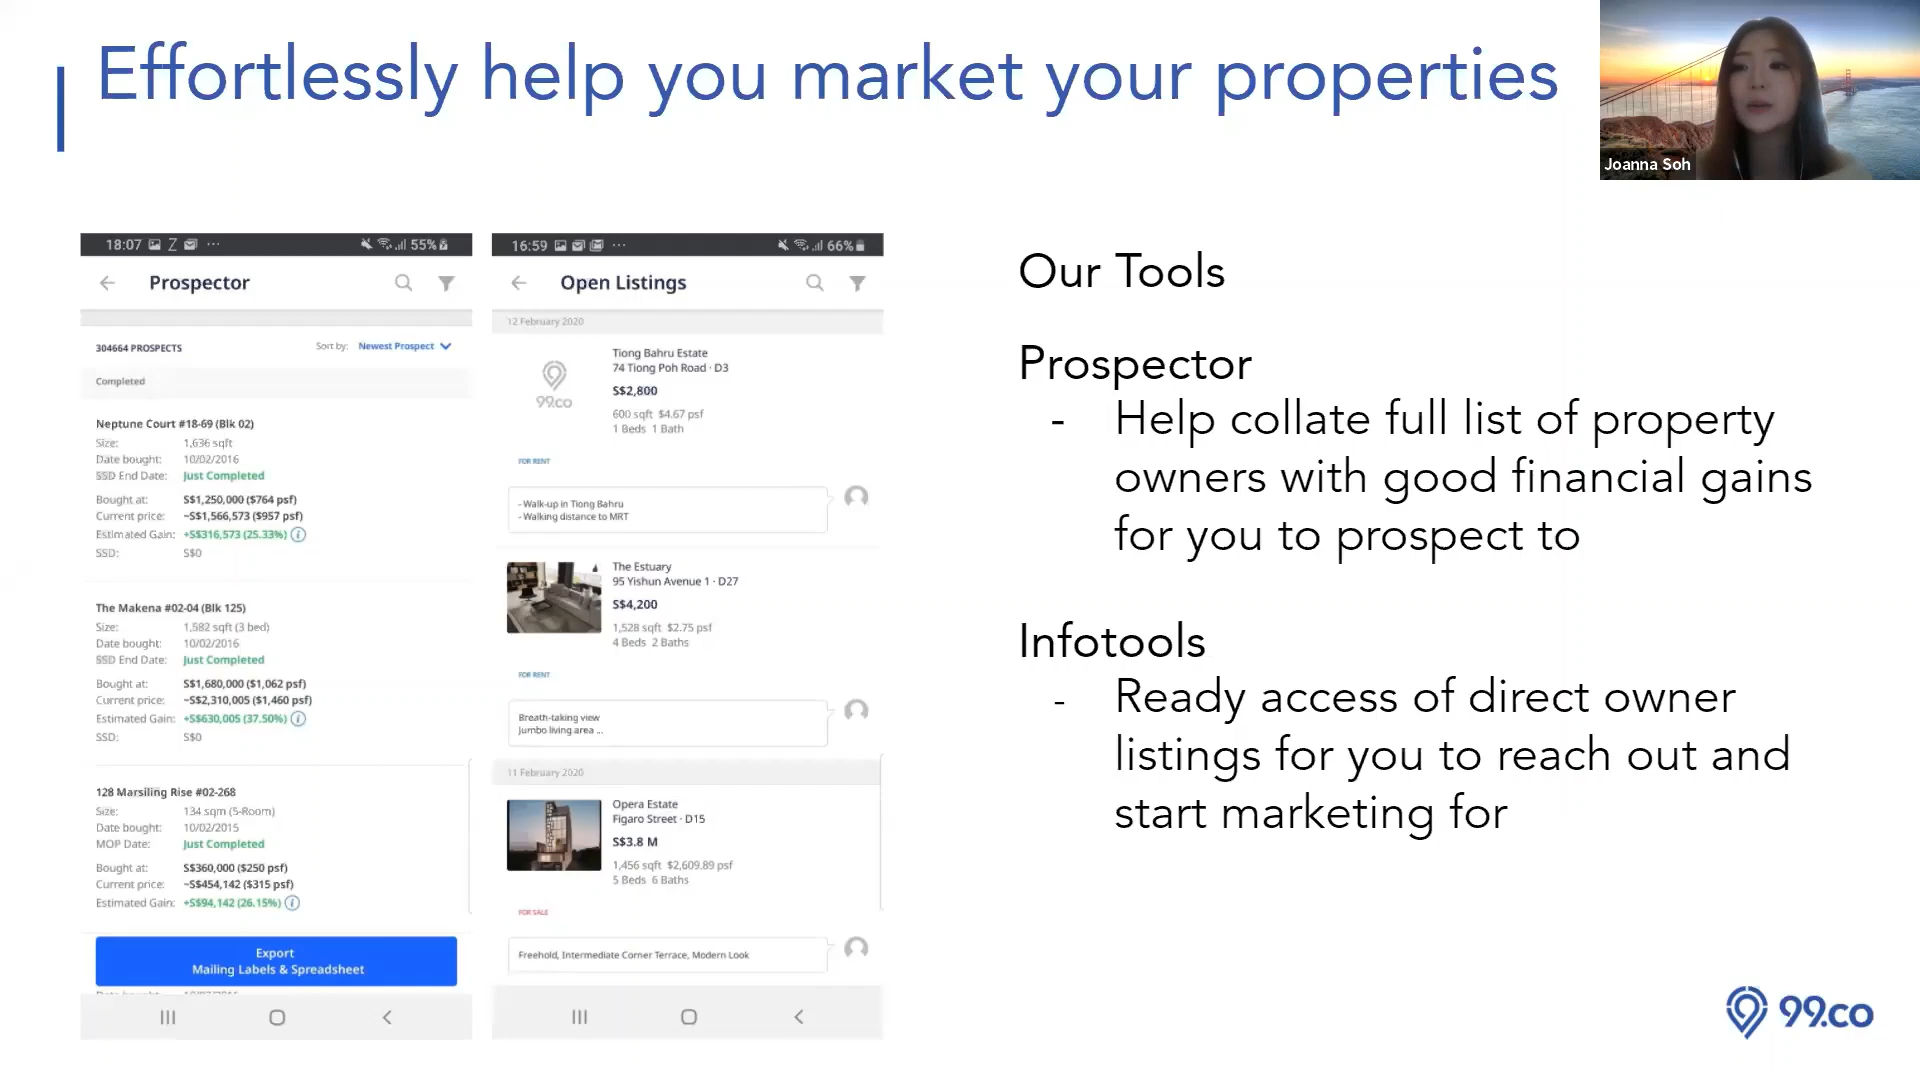 Effortlessly help you market your properties
Joanna Soh
18:07 Z ··· 55%
Prospector
304664 PROSPECTS
Sort by: Newest Prospect
Completed
Neptune Court #18-69 (Blk 02)
Size: 1,636 sqft
Date bought: 10/02/2016
SSD End Date: Just Completed
Bought at: S$1,250,000 ($764 psf)
Current price: ~S$1,566,573 ($957 psf)
Estimated Gain: +S$316,573 (25.33%) i
SSD: S$0
The Makena #02-04 (Blk 125)
Size: 1,582 sqft (3 bed)
Date bought: 10/02/2016
SSD End Date: Just Completed
Bought at: S$1,680,000 ($1,062 psf)
Current price: ~S$2,310,005 ($1,460 psf)
Estimated Gain: +S$630,005 (37.50%) i
SSD: S$0
128 Marsiling Rise #02-268
Size: 134 sqm (5-Room)
Date bought: 10/02/2015
MOP Date: Just Completed
Bought at: S$360,000 ($250 psf)
Current price: ~S$454,142 ($315 psf)
Estimated Gain: +S$94,142 (26.15%) i
Export
Mailing Labels & Spreadsheet
16:59 ··· 66%
Open Listings
12 February 2020
99.co
Tiong Bahru Estate
74 Tiong Poh Road · D3
S$2,800
600 sqft $4.67 psf
1 Beds 1 Bath
FOR RENT
- Walk-up in Tiong Bahru
- Walking distance to MRT
The Estuary
95 Yishun Avenue 1 · D27
S$4,200
1,528 sqft $2.75 psf
4 Beds 2 Baths
FOR RENT
Breath-taking view
Jumbo living area ...
11 February 2020
Opera Estate
Figaro Street · D15
S$3.8 M
1,456 sqft $2,609.89 psf
5 Beds 6 Baths
FOR SALE
Freehold, Intermediate Corner Terrace, Modern Look
Our Tools
Prospector
- Help collate full list of property
owners with good financial gains
for you to prospect to
Infotools
- Ready access of direct owner
listings for you to reach out and
start marketing for
99.co